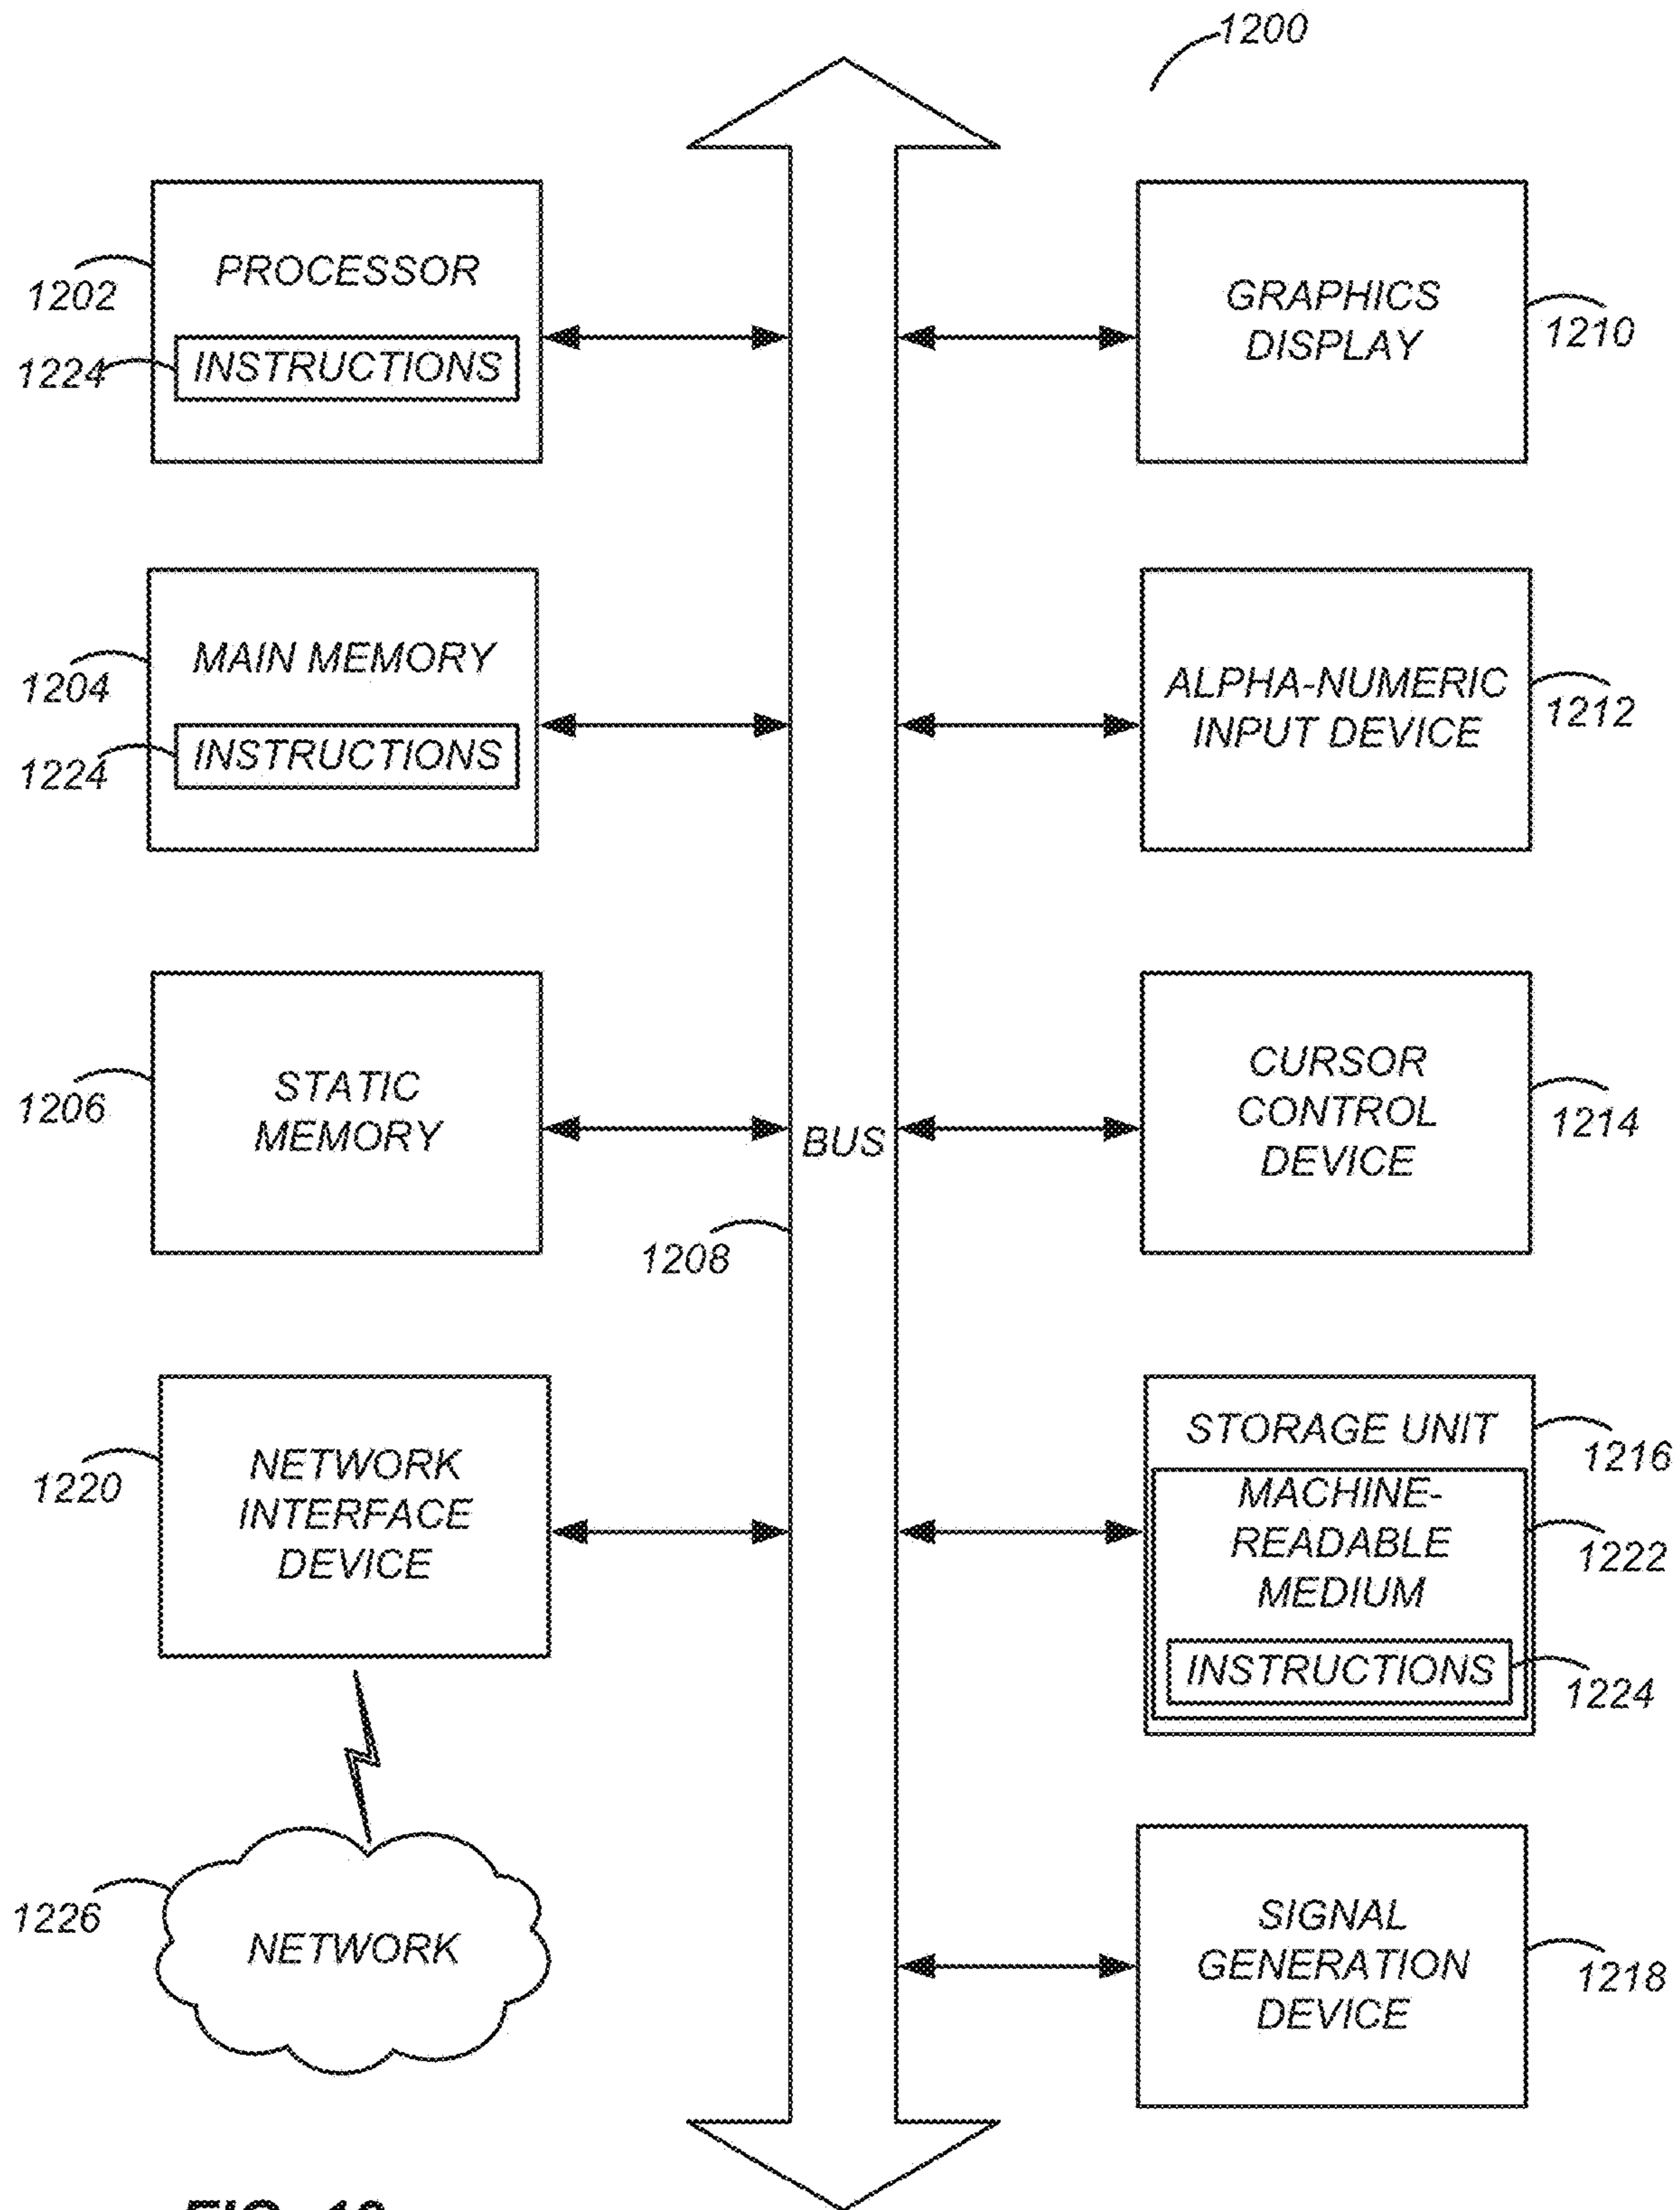 1200
PROCESSOR
1202
1224
INSTRUCTIONS
GRAPHICS
DISPLAY
1210
MAIN MEMORY
1204
1224
INSTRUCTIONS
ALPHA-NUMERIC
INPUT DEVICE
1212
STATIC
MEMORY
1206
BUS
1208
CURSOR
CONTROL
DEVICE
1214
NETWORK
INTERFACE
DEVICE
1220
STORAGE UNIT
1216
MACHINE-
READABLE
MEDIUM
1222
INSTRUCTIONS
1224
NETWORK
1226
SIGNAL
GENERATION
DEVICE
1218